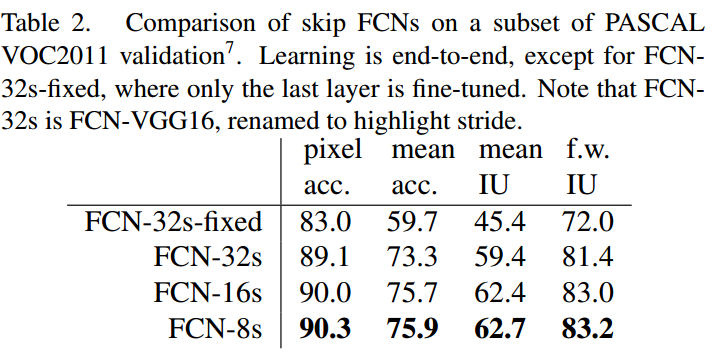 Table 2. Comparison of skip FCNs on a subset of PASCAL
VOC2011 validation⁷. Learning is end-to-end, except for FCN-
32s-fixed, where only the last layer is fine-tuned. Note that FCN-
32s is FCN-VGG16, renamed to highlight stride.
pixel mean mean f.w.
acc. acc. IU IU
FCN-32s-fixed 83.0 59.7 45.4 72.0
FCN-32s 89.1 73.3 59.4 81.4
FCN-16s 90.0 75.7 62.4 83.0
FCN-8s 90.3 75.9 62.7 83.2